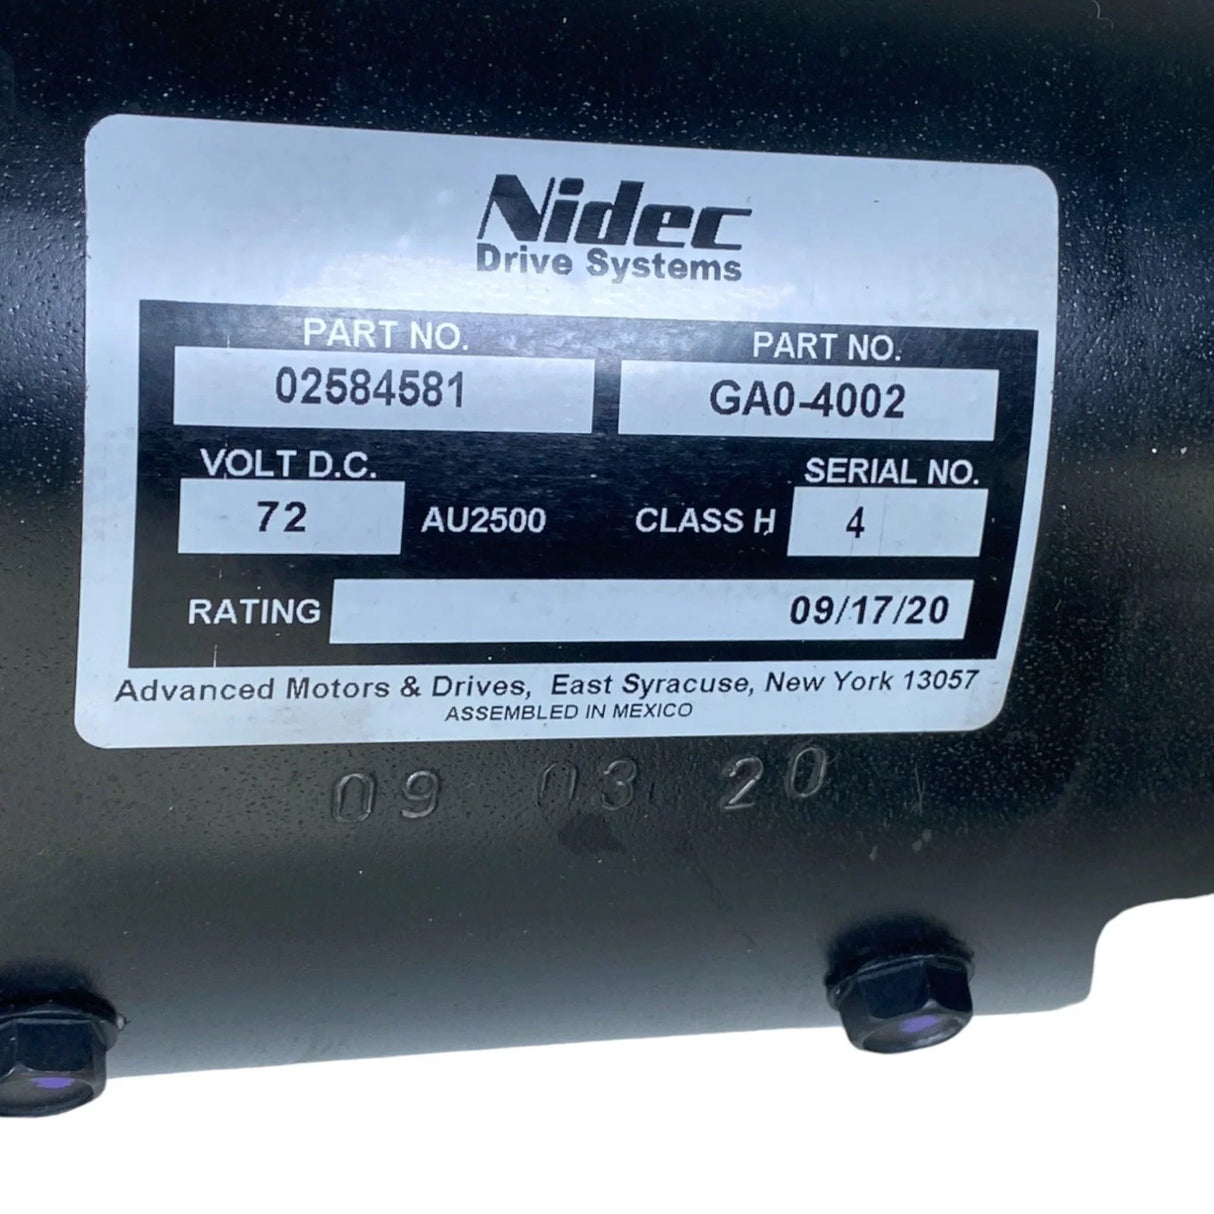 Nidec
Drive Systems
PART NO. PART NO.
02584581 GA0-4002
VOLT D.C. SERIAL NO.
72 AU2500 CLASS H 4
RATING 09/17/20
Advanced Motors & Drives, East Syracuse, New York 13057
ASSEMBLED IN MEXICO
09 03 20